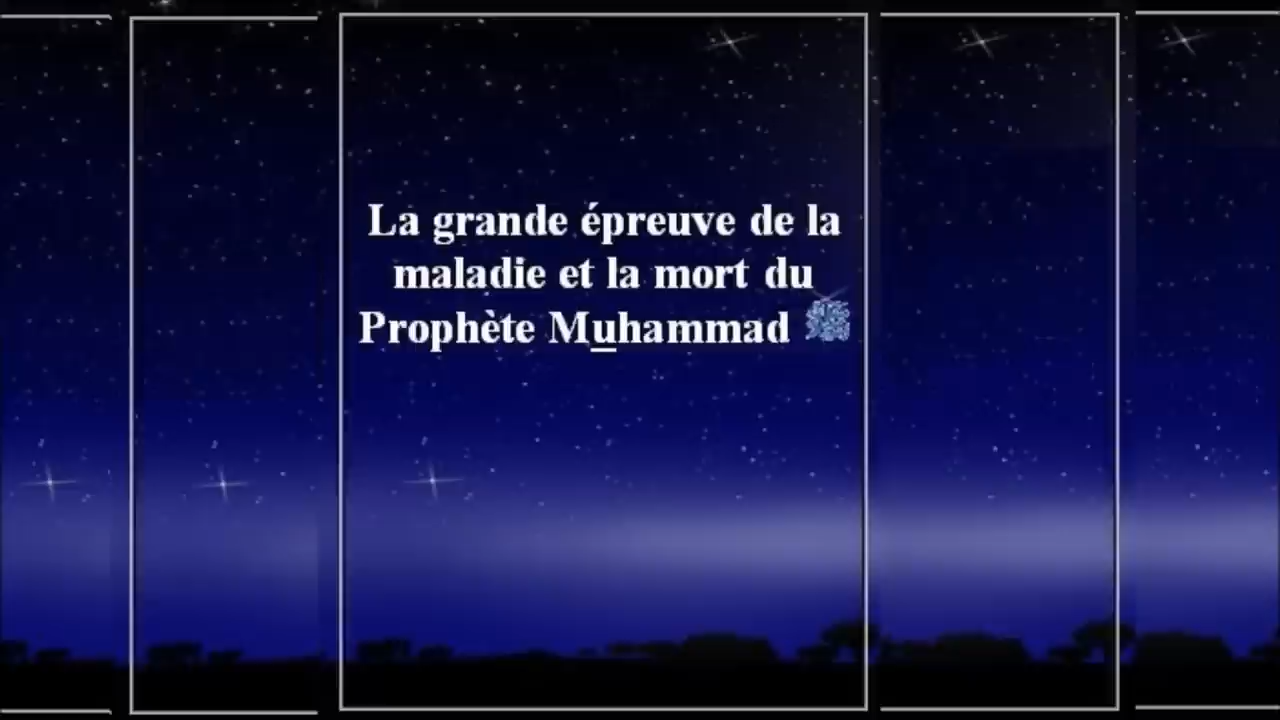 La grande épreuve de la
maladie et la mort du
Prophète Muhammad ﷺ